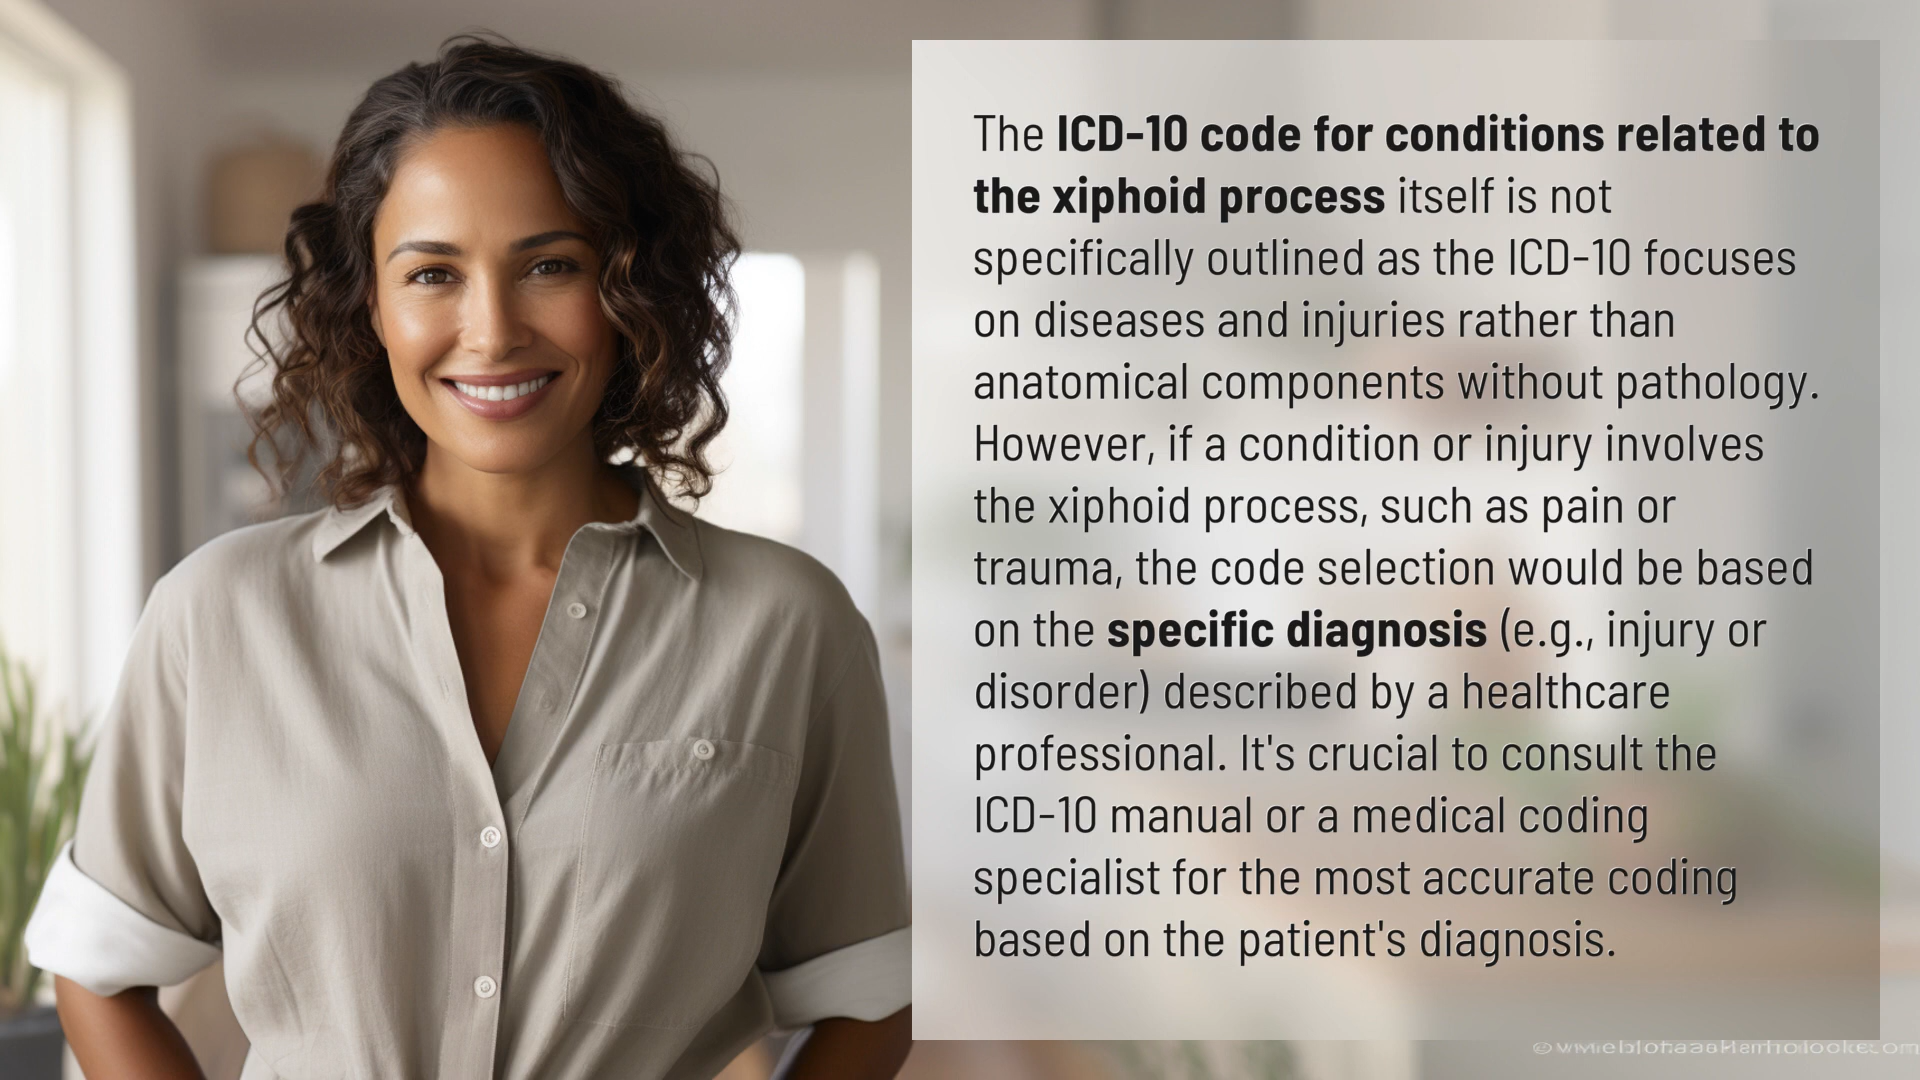 The ICD-10 code for conditions related to
the xiphoid process itself is not
specifically outlined as the ICD-10 focuses
on diseases and injuries rather than
anatomical components without pathology.
However, if a condition or injury involves
the xiphoid process, such as pain or
trauma, the code selection would be based
on the specific diagnosis (e.g., injury or
disorder) described by a healthcare
professional. It's crucial to consult the
ICD-10 manual or a medical coding
specialist for the most accurate coding
based on the patient's diagnosis.